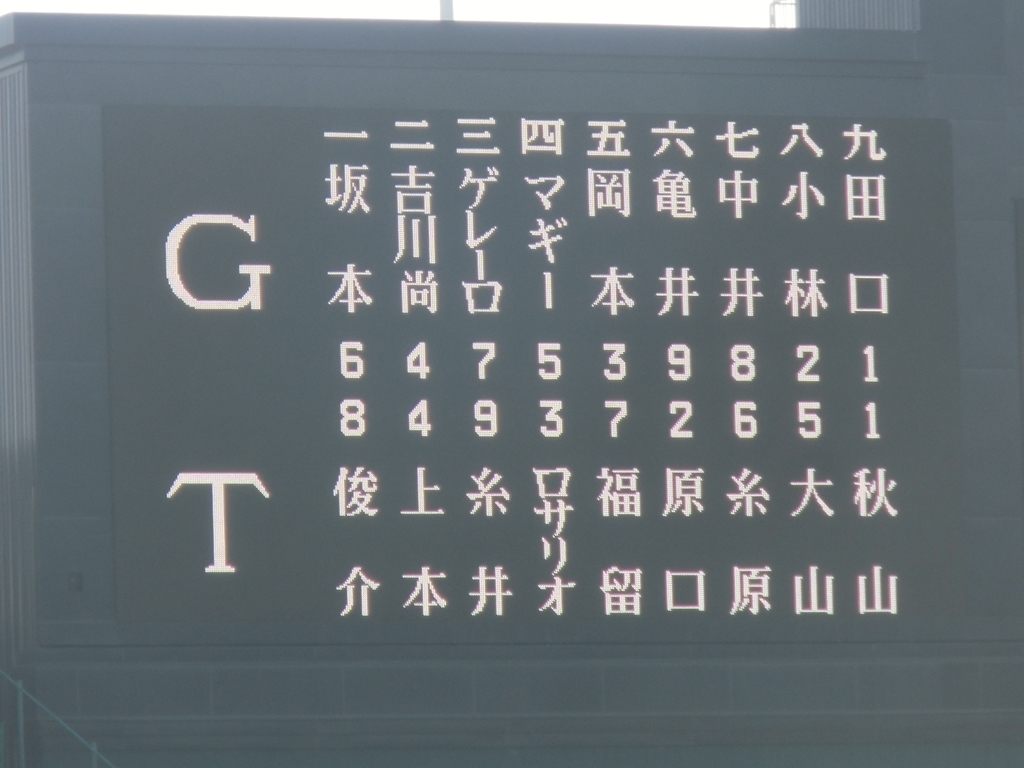 一 二 三 四 五 六 七 八 九
G
坂本 吉川尚 ゲレーロ マギー 岡本 亀井 中井 小林 田口
6 4 7 5 3 9 8 2 1
8 4 9 3 7 2 6 5 1
T
俊介 上本 糸井 ロサリオ 福留 原口 糸原 大山 秋山